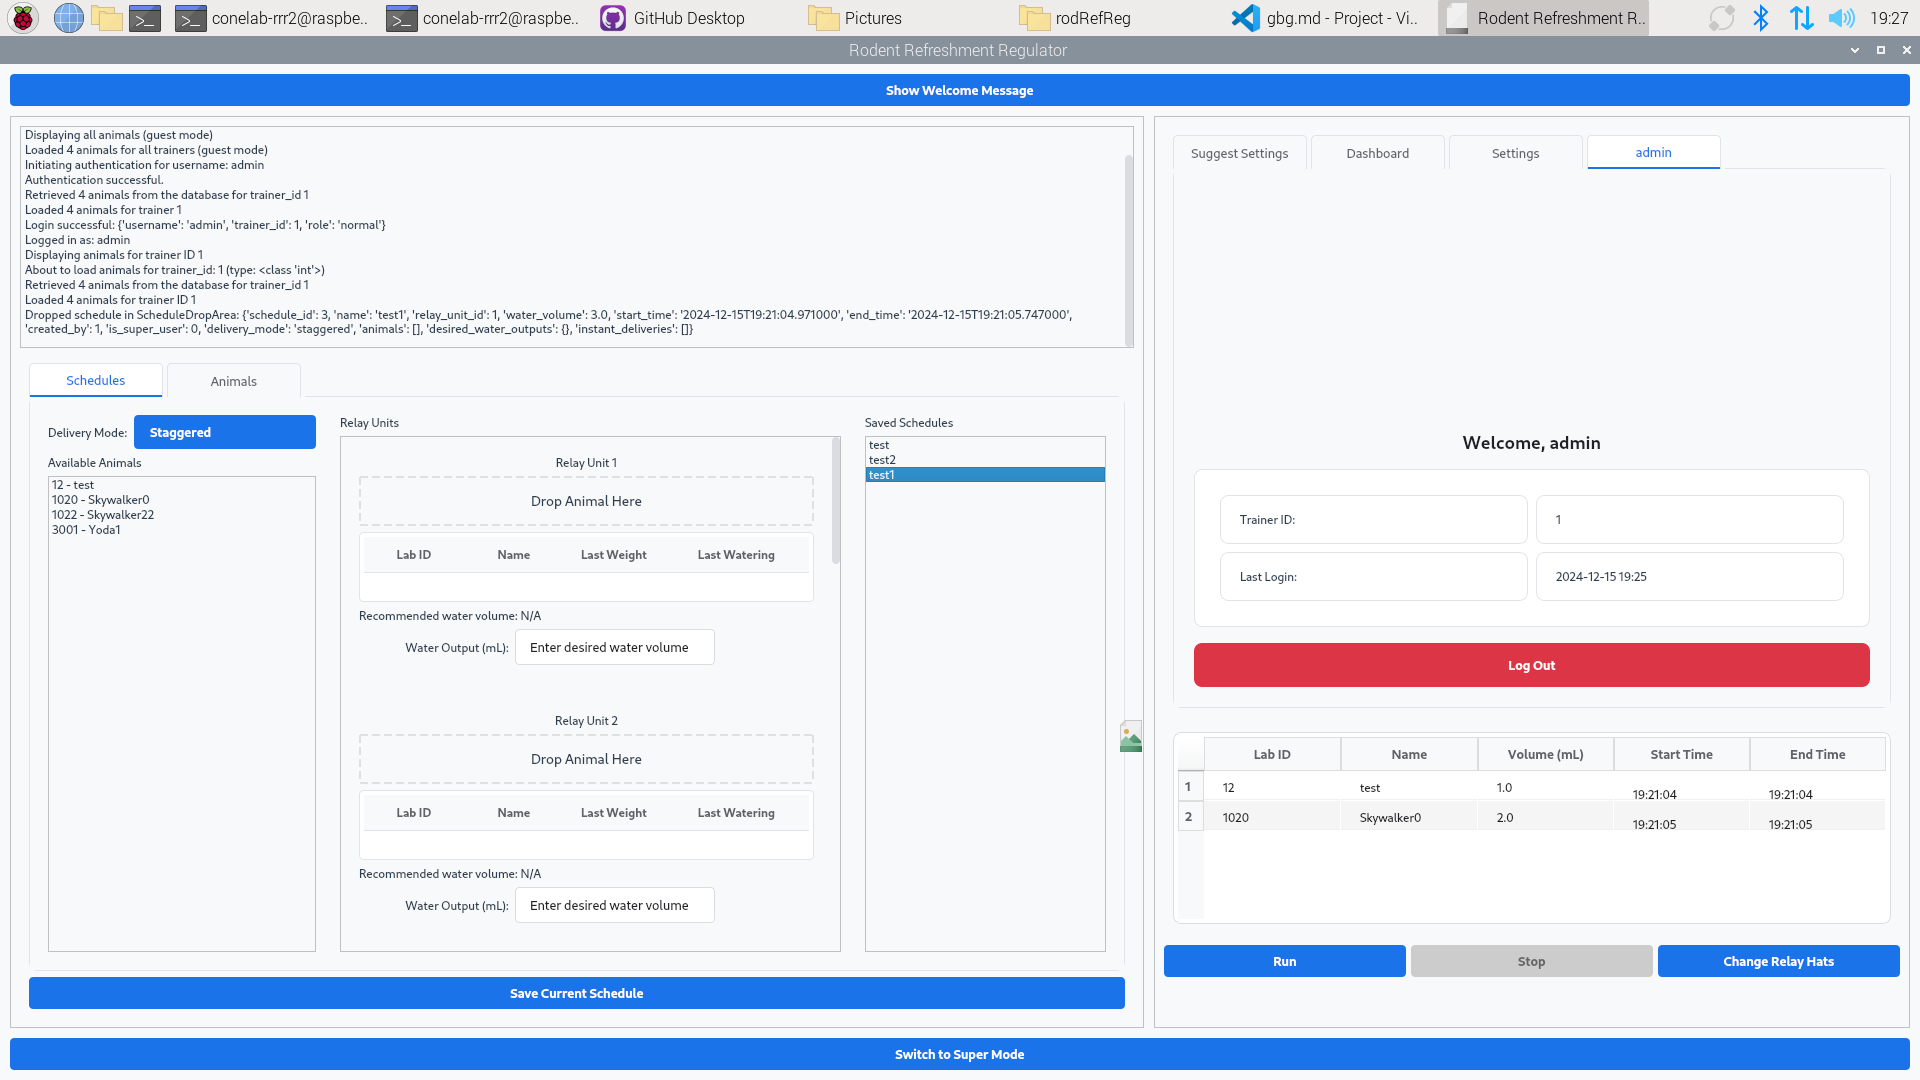 conelab-rrr2@raspbe..
conelab-rrr2@raspbe..
GitHub Desktop
Pictures
rodRefReg
gbg.md - Project - Vi..
Rodent Refreshment R..
19:27
Rodent Refreshment Regulator
Show Welcome Message
Displaying all animals (guest mode)
Loaded 4 animals for all trainers (guest mode)
Initiating authentication for username: admin
Authentication successful.
Retrieved 4 animals from the database for trainer_id 1
Loaded 4 animals for trainer 1
Login successful: {'username': 'admin', 'trainer_id': 1, 'role': 'normal'}
Logged in as: admin
Displaying animals for trainer ID 1
About to load animals for trainer_id: 1 (type: <class 'int'>)
Retrieved 4 animals from the database for trainer_id 1
Loaded 4 animals for trainer ID 1
Dropped schedule in ScheduleDropArea: {'schedule_id': 3, 'name': 'test1', 'relay_unit_id': 1, 'water_volume': 3.0, 'start_time': '2024-12-15T19:21:04.971000', 'end_time': '2024-12-15T19:21:05.747000',
'created_by': 1, 'is_super_user': 0, 'delivery_mode': 'staggered', 'animals': [], 'desired_water_outputs': {}, 'instant_deliveries': []}
Schedules
Animals
Delivery Mode:
Staggered
Available Animals
12 - test
1020 - Skywalker0
1022 - Skywalker22
3001 - Yoda1
Relay Units
Relay Unit 1
Drop Animal Here
Lab ID Name Last Weight Last Watering
Recommended water volume: N/A
Water Output (mL): Enter desired water volume
Relay Unit 2
Drop Animal Here
Lab ID Name Last Weight Last Watering
Recommended water volume: N/A
Water Output (mL): Enter desired water volume
Saved Schedules
test
test2
test1
Save Current Schedule
Suggest Settings
Dashboard
Settings
admin
Welcome, admin
Trainer ID: 1
Last Login: 2024-12-15 19:25
Log Out
Lab ID Name Volume (mL) Start Time End Time
1 12 test 1.0 19:21:04 19:21:04
2 1020 Skywalker0 2.0 19:21:05 19:21:05
Run
Stop
Change Relay Hats
Switch to Super Mode